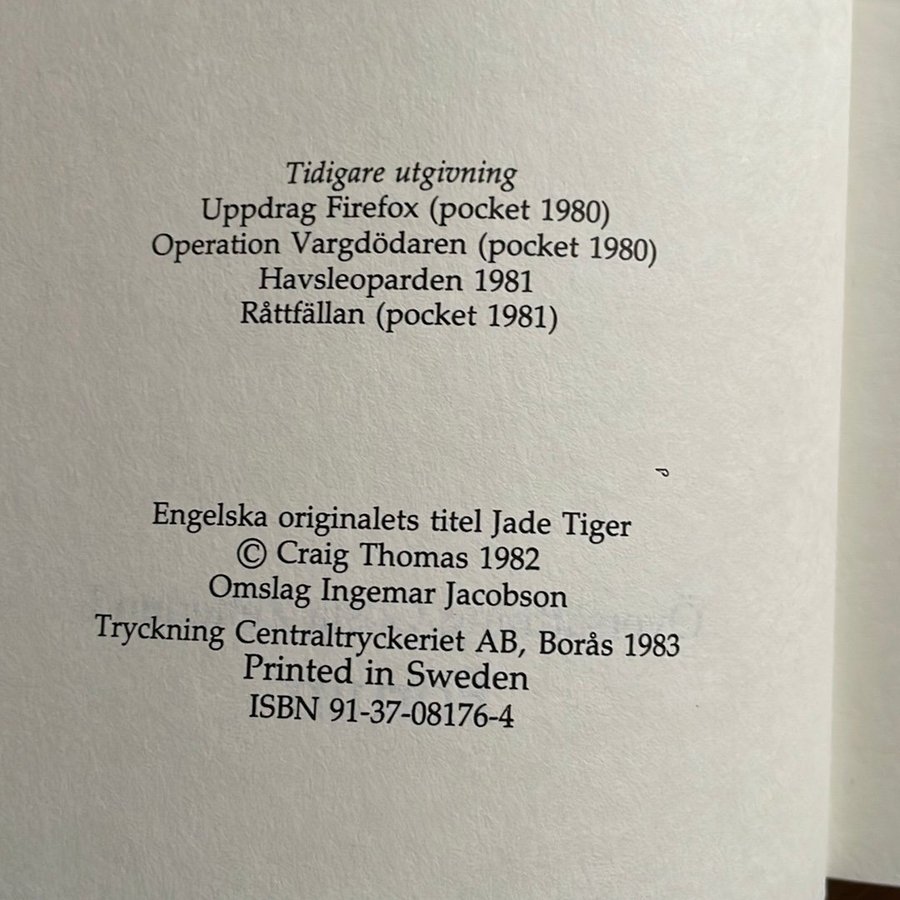 Tidigare utgivning
Uppdrag Firefox (pocket 1980)
Operation Vargdödaren (pocket 1980)
Havsleoparden 1981
Råttfällan (pocket 1981)
Engelska originalets titel Jade Tiger
© Craig Thomas 1982
Omslag Ingemar Jacobson
Tryckning Centraltryckeriet AB, Borås 1983
Printed in Sweden
ISBN 91-37-08176-4